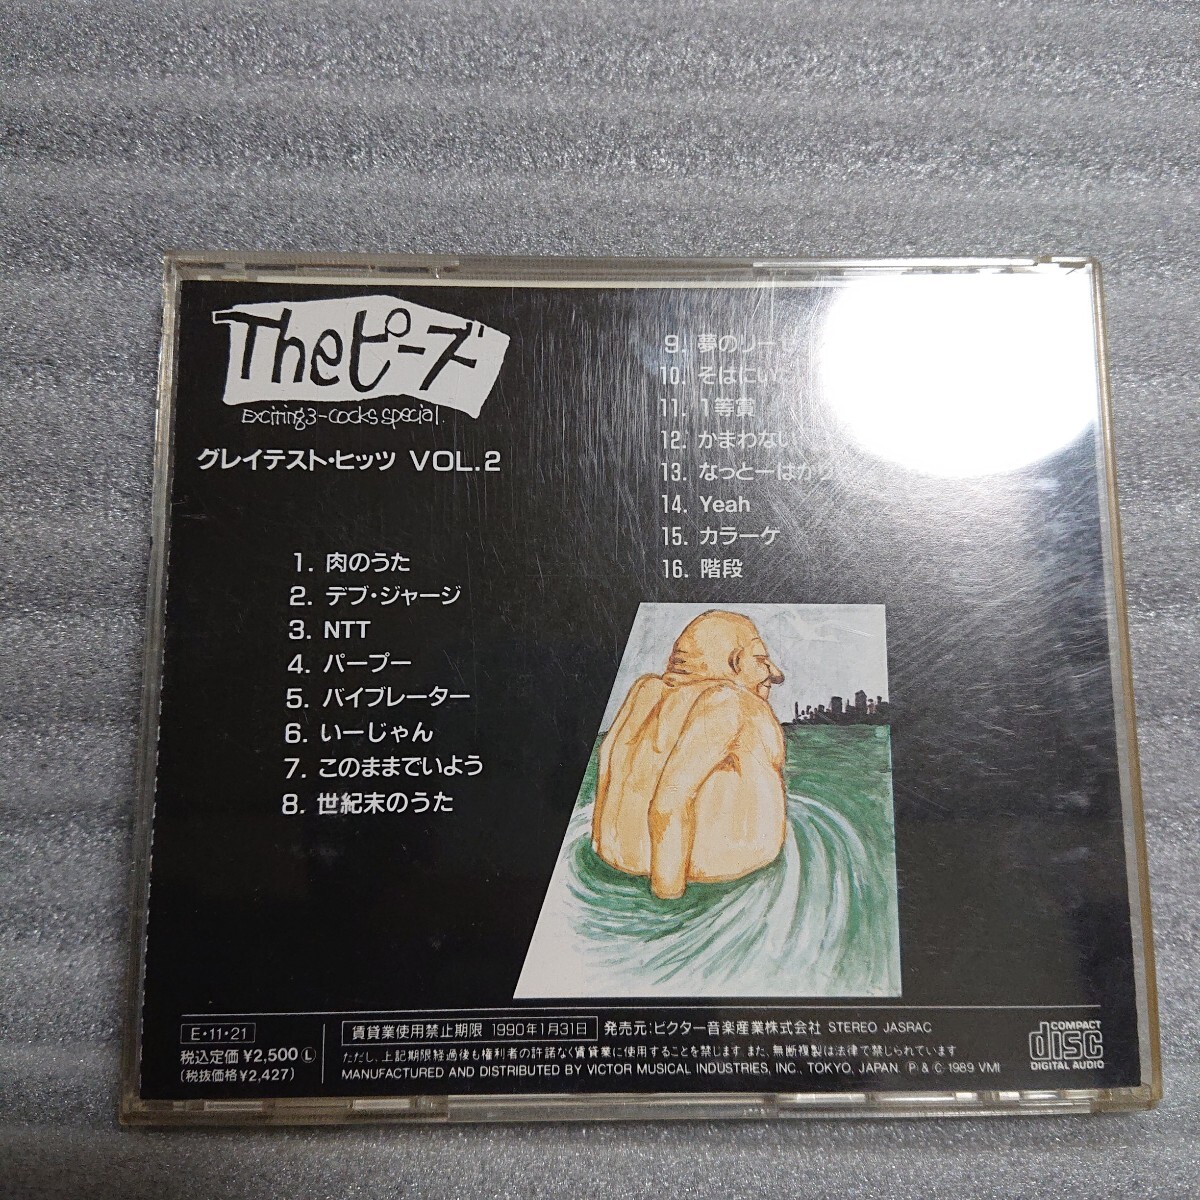 Theピーズ
Exciting3-cocks special.
グレイテスト・ヒッツ VOL.2
1. 肉のうた
2. デブ・ジャージ
3. NTT
4. パープー
5. バイブレーター
6. いーじゃん
7. このままでいよう
8. 世紀末のうた
9. 夢のリー
10. そばにい
11. 1等賞
12. かまわない
13. なっとーばかり
14. Yeah
15. カラーゲ
16. 階段
E・11・21
税込定価 ¥2,500 Ⓛ
(税抜価格 ¥2,427)
賃貸業使用禁止期限 1990年1月31日 発売元:ビクター音楽産業株式会社 STEREO JASRAC
ただし、上記期限経過後も権利者の許諾なく賃貸業に使用することを禁じます。また、無断複製は法律で禁じられています
MANUFACTURED AND DISTRIBUTED BY VICTOR MUSICAL INDUSTRIES, INC., TOKYO, JAPAN Ⓟ & © 1989 VMI
COMPACT
disc
DIGITAL AUDIO